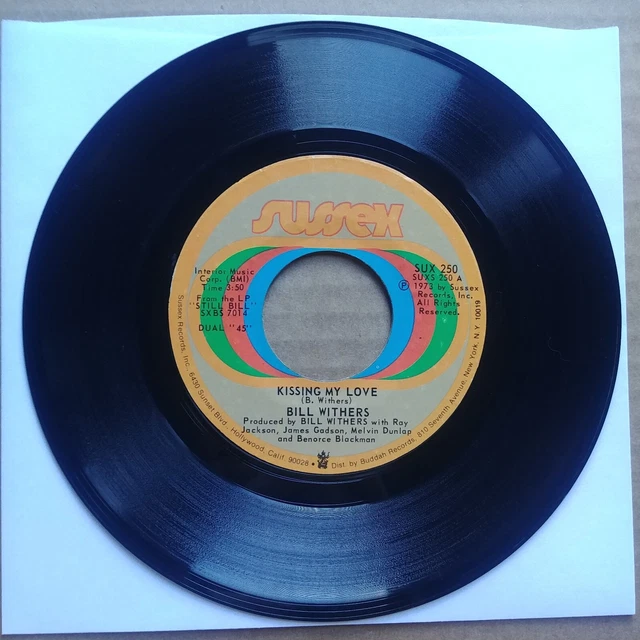 sussex
Interior Music
Corp. (BMI)
Time 3:50
From the LP
"STILL BILL"
SXBS 7014
DUAL "45"
SUX 250
SUXS 250 A
℗ 1973 by Sussex
Records, Inc.
All Rights
Reserved.
KISSING MY LOVE
(B. Withers)
BILL WITHERS
Produced by BILL WITHERS with Ray
Jackson, James Gadson, Melvin Dunlap
and Benorce Blackman
Sussex Records, Inc. 6430 Sunset Blvd., Hollywood, Calif. 90028 • Dist. by Buddah Records, 810 Seventh Avenue, New York, N.Y. 10019